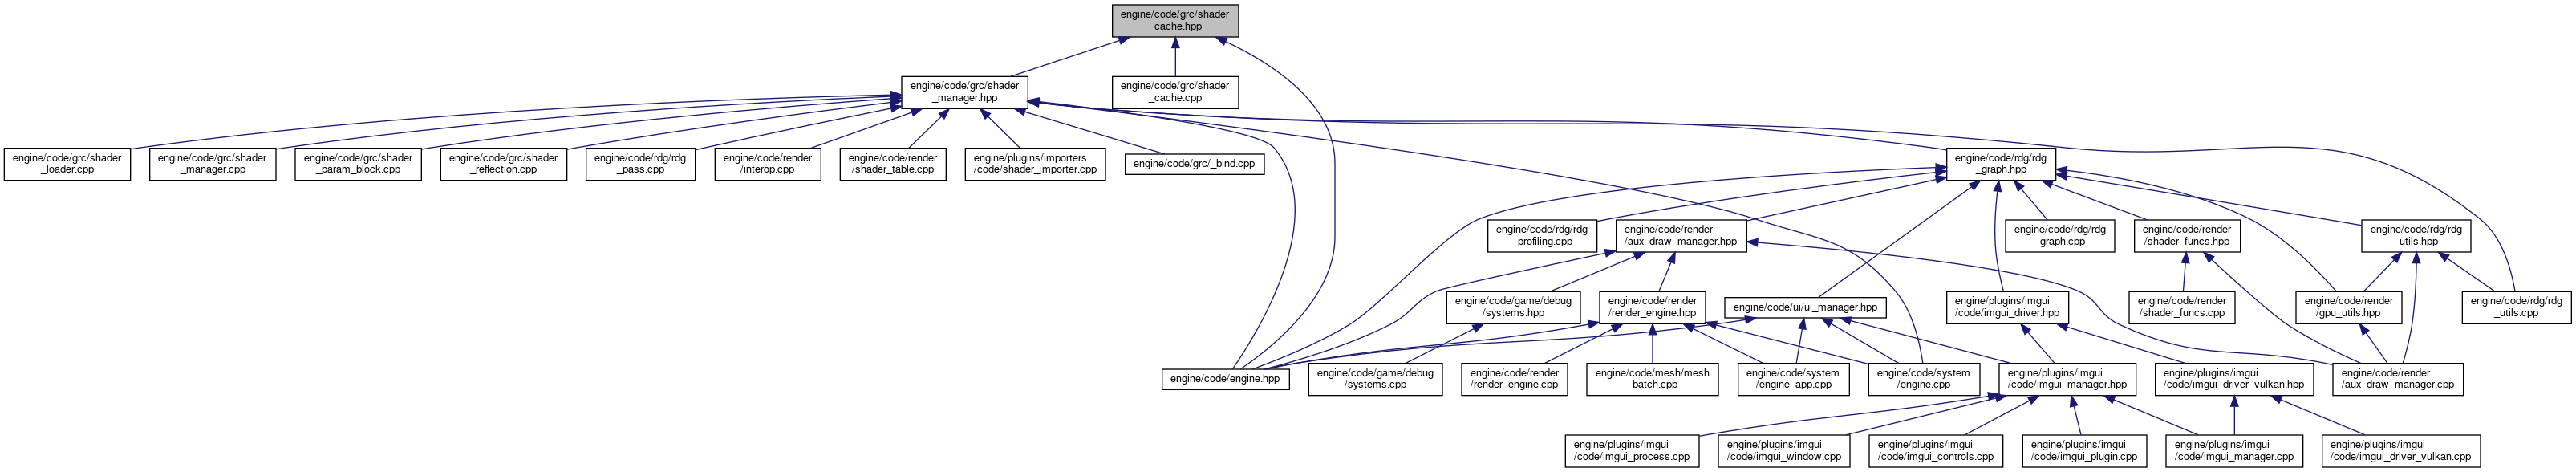 engine/code/grc/shader
_cache.hpp
engine/code/grc/shader
_manager.hpp
engine/code/grc/shader
_cache.cpp
engine/code/grc/shader
_loader.cpp
engine/code/grc/shader
_manager.cpp
engine/code/grc/shader
_param_block.cpp
engine/code/grc/shader
_reflection.cpp
engine/code/rdg/rdg
_pass.cpp
engine/code/render
/interop.cpp
engine/code/render
/shader_table.cpp
engine/plugins/importers
/code/shader_importer.cpp
engine/code/grc/_bind.cpp
engine/code/rdg/rdg
_graph.hpp
engine/code/rdg/rdg
_profiling.cpp
engine/code/render
/aux_draw_manager.hpp
engine/code/rdg/rdg
_graph.cpp
engine/code/render
/shader_funcs.hpp
engine/code/rdg/rdg
_utils.hpp
engine/code/game/debug
/systems.hpp
engine/code/render
/render_engine.hpp
engine/code/ui/ui_manager.hpp
engine/plugins/imgui
/code/imgui_driver.hpp
engine/code/render
/shader_funcs.cpp
engine/code/render
/gpu_utils.hpp
engine/code/rdg/rdg
_utils.cpp
engine/code/engine.hpp
engine/code/game/debug
/systems.cpp
engine/code/render
/render_engine.cpp
engine/code/mesh/mesh
_batch.cpp
engine/code/system
/engine_app.cpp
engine/code/system
/engine.cpp
engine/plugins/imgui
/code/imgui_manager.hpp
engine/plugins/imgui
/code/imgui_driver_vulkan.hpp
engine/code/render
/aux_draw_manager.cpp
engine/plugins/imgui
/code/imgui_process.cpp
engine/plugins/imgui
/code/imgui_window.cpp
engine/plugins/imgui
/code/imgui_controls.cpp
engine/plugins/imgui
/code/imgui_plugin.cpp
engine/plugins/imgui
/code/imgui_manager.cpp
engine/plugins/imgui
/code/imgui_driver_vulkan.cpp